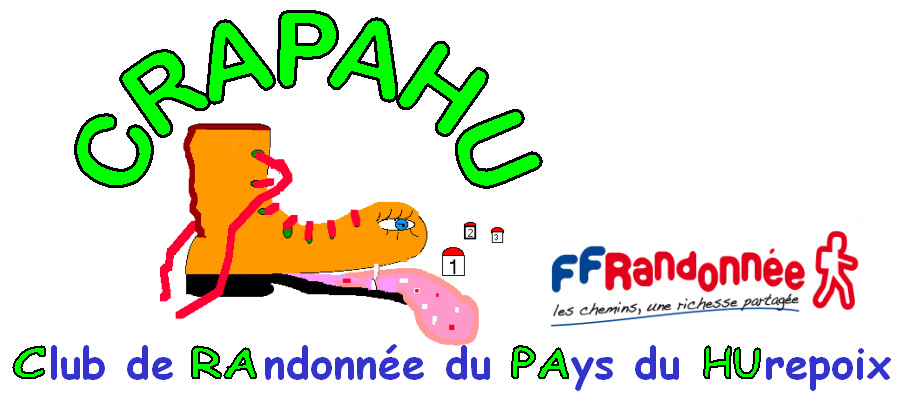 CRAPAHU
2
3
1
FFRandonnée
les chemins, une richesse partagée
Club de RAndonnée du PAys du HUrepoix